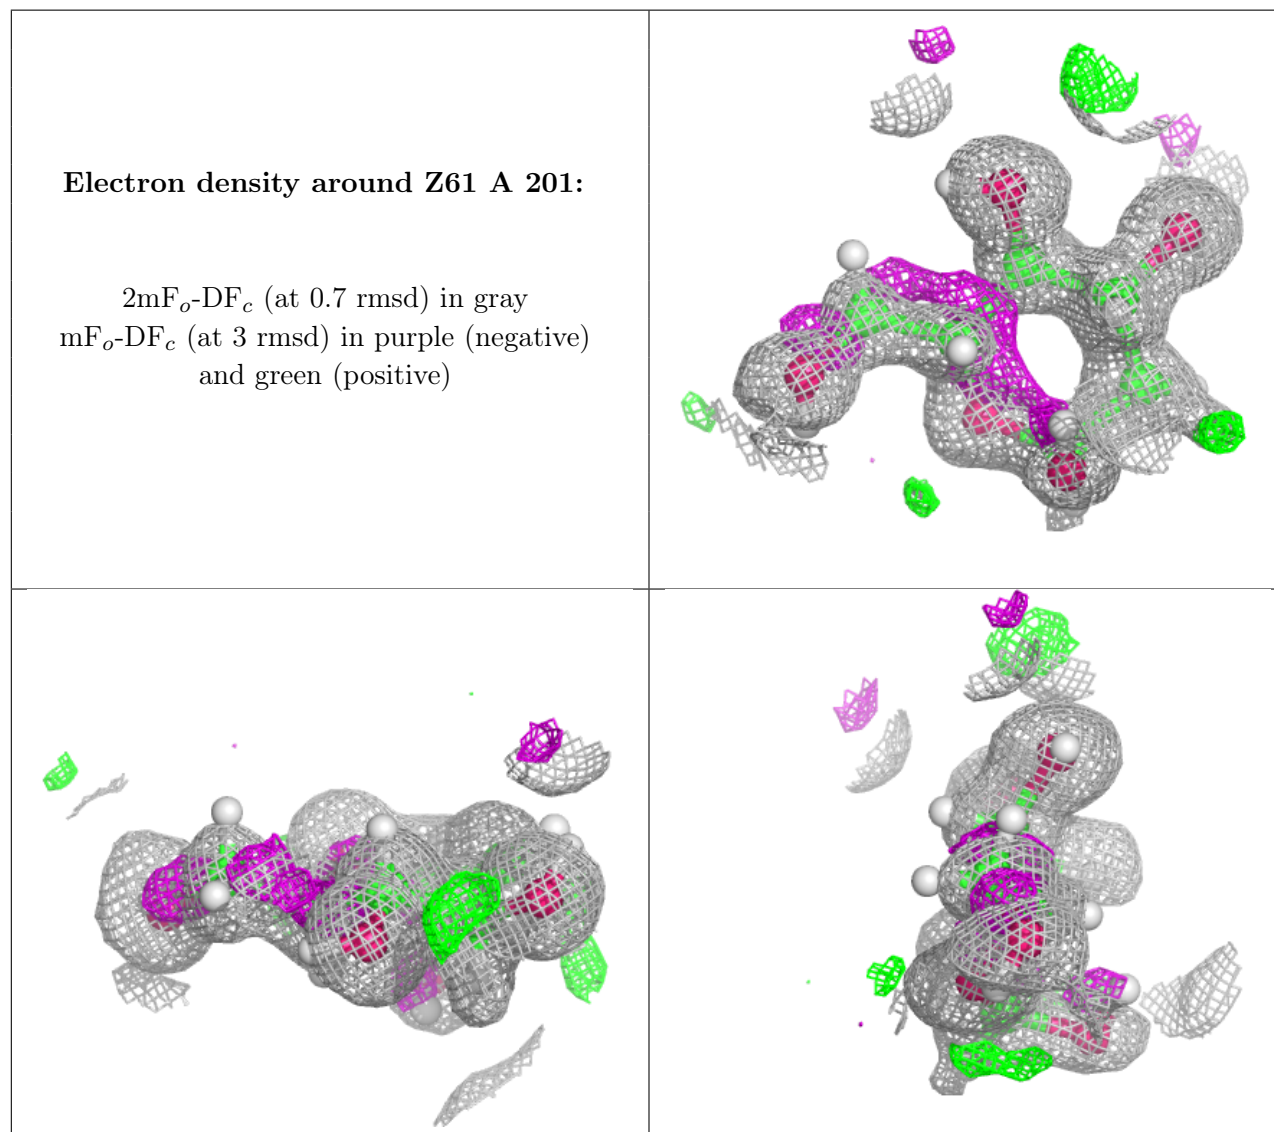 Electron density around Z61 A 201:
2mFo-DFc (at 0.7 rmsd) in gray
mFo-DFc (at 3 rmsd) in purple (negative)
and green (positive)